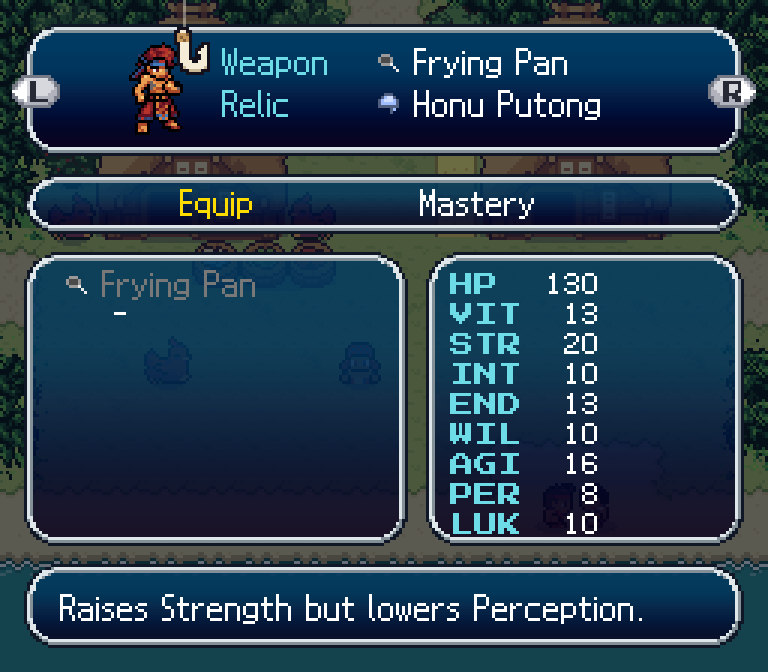 L
Weapon Frying Pan
Relic Honu Putong
R
Equip Mastery
Frying Pan
-
HP 130
VIT 13
STR 20
INT 10
END 13
WIL 10
AGI 16
PER 8
LUK 10
Raises Strength but lowers Perception.